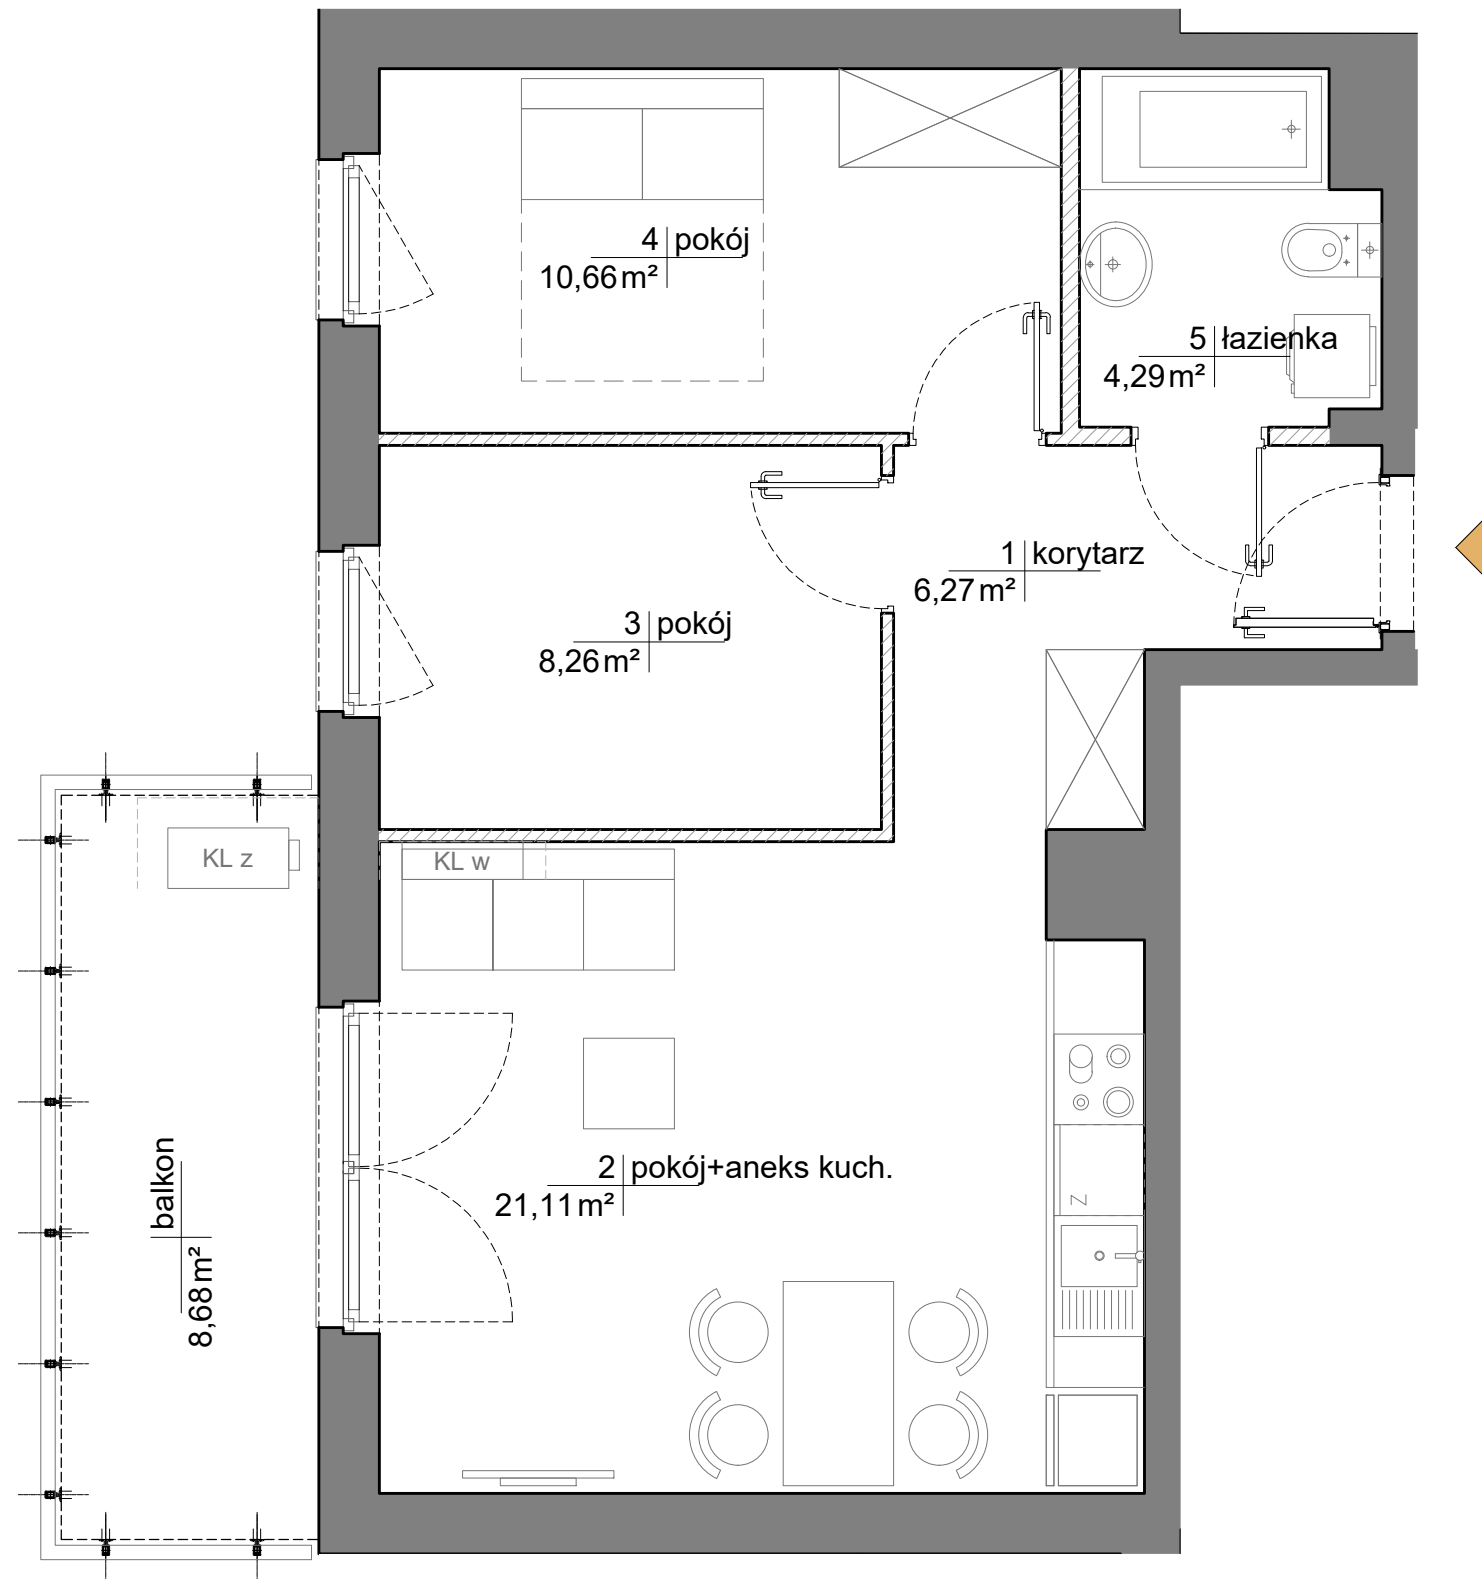 4 pokój
10,66 m²
5 łazienka
4,29 m²
1 korytarz
6,27 m²
3 pokój
8,26 m²
KL z
KL w
2 pokój+aneks kuch.
21,11 m²
Z
balkon
8,68 m²